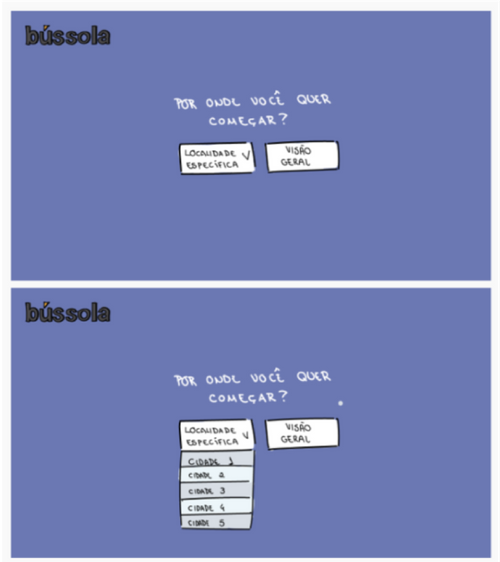 bússola
POR ONDE VOCÊ QUER
COMEÇAR?
LOCALIDADE
ESPECÍFICA
VISÃO
GERAL
bússola
POR ONDE VOCÊ QUER
COMEÇAR?
LOCALIDADE
ESPECÍFICA
VISÃO
GERAL
CIDADE 1
CIDADE 2
CIDADE 3
CIDADE 4
CIDADE 5